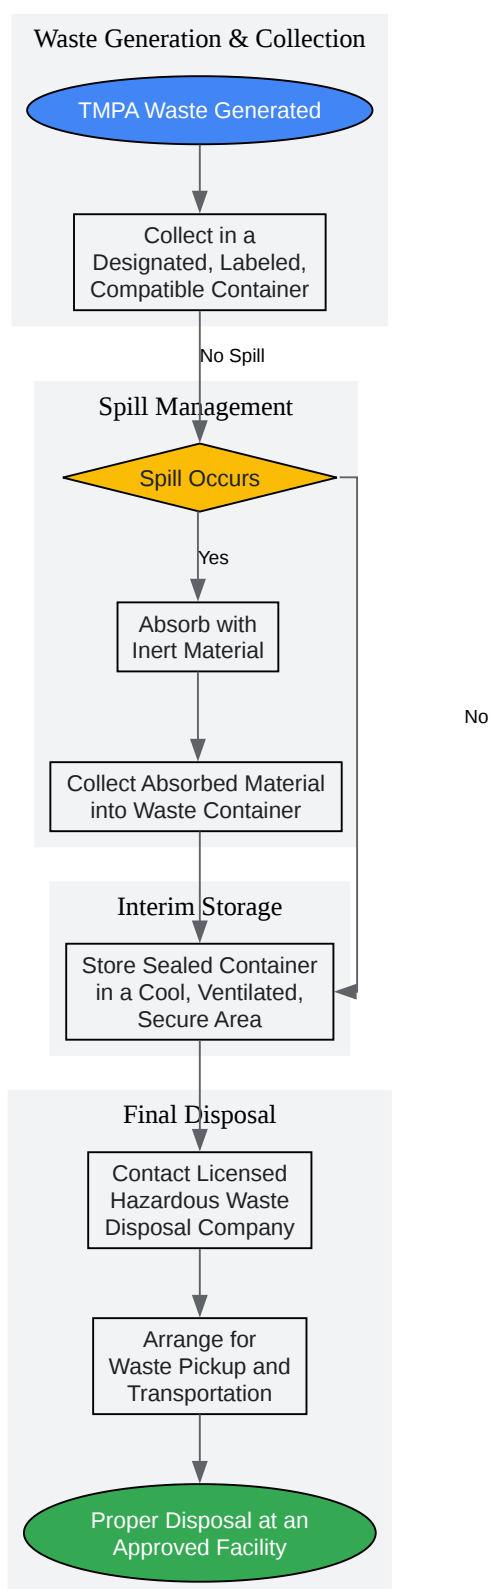 Waste Generation & Collection
TMPA Waste Generated
Collect in a
Designated, Labeled,
Compatible Container
No Spill
Spill Management
Spill Occurs
Yes
Absorb with
Inert Material
No
Collect Absorbed Material
into Waste Container
Interim Storage
Store Sealed Container
in a Cool, Ventilated,
Secure Area
Final Disposal
Contact Licensed
Hazardous Waste
Disposal Company
Arrange for
Waste Pickup and
Transportation
Proper Disposal at an
Approved Facility